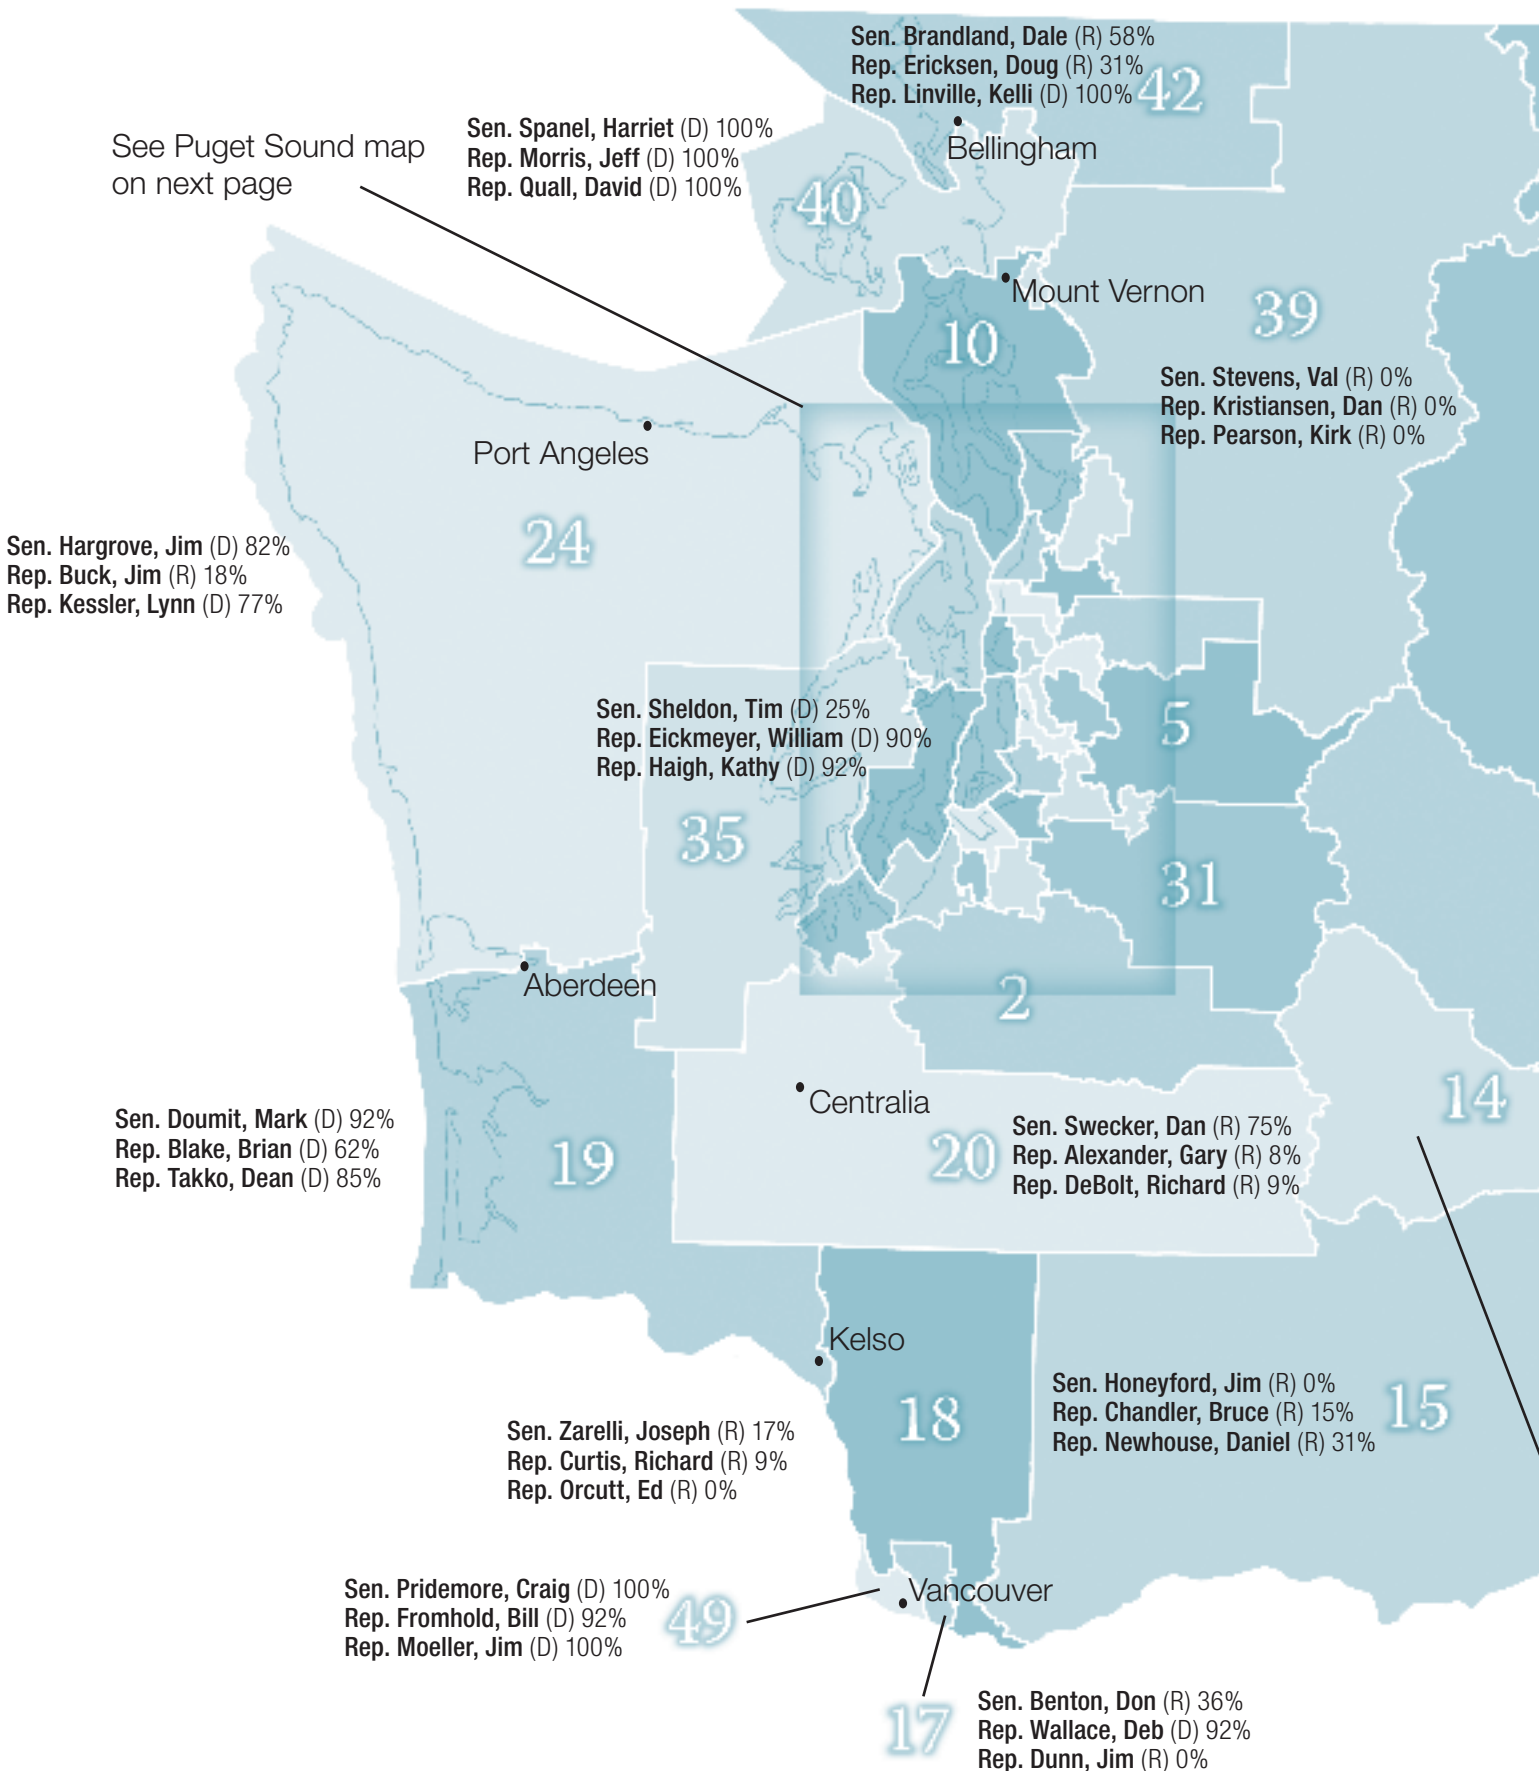 Sen. Brandland, Dale (R) 58%
Rep. Ericksen, Doug (R) 31%
Rep. Linville, Kelli (D) 100%
42
Bellingham
See Puget Sound map
on next page
Sen. Spanel, Harriet (D) 100%
Rep. Morris, Jeff (D) 100%
Rep. Quall, David (D) 100%
40
Mount Vernon
10
39
Sen. Stevens, Val (R) 0%
Rep. Kristiansen, Dan (R) 0%
Rep. Pearson, Kirk (R) 0%
Port Angeles
24
Sen. Hargrove, Jim (D) 82%
Rep. Buck, Jim (R) 18%
Rep. Kessler, Lynn (D) 77%
Sen. Sheldon, Tim (D) 25%
Rep. Eickmeyer, William (D) 90%
Rep. Haigh, Kathy (D) 92%
5
35
31
Aberdeen
2
Centralia
14
Sen. Doumit, Mark (D) 92%
Rep. Blake, Brian (D) 62%
Rep. Takko, Dean (D) 85%
19
20
Sen. Swecker, Dan (R) 75%
Rep. Alexander, Gary (R) 8%
Rep. DeBolt, Richard (R) 9%
Kelso
18
Sen. Honeyford, Jim (R) 0%
Rep. Chandler, Bruce (R) 15%
Rep. Newhouse, Daniel (R) 31%
15
Sen. Zarelli, Joseph (R) 17%
Rep. Curtis, Richard (R) 9%
Rep. Orcutt, Ed (R) 0%
Sen. Pridemore, Craig (D) 100%
Rep. Fromhold, Bill (D) 92%
Rep. Moeller, Jim (D) 100%
49
Vancouver
17
Sen. Benton, Don (R) 36%
Rep. Wallace, Deb (D) 92%
Rep. Dunn, Jim (R) 0%